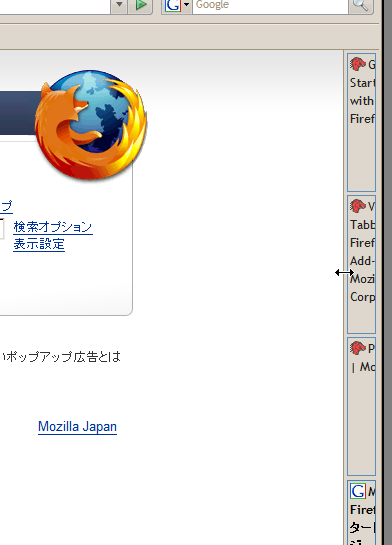 G
Google
プ
検索オプション
表示設定
いポップアップ広告とは
Mozilla Japan
G
Start
with
Firef
V
Tabb
Firef
Add-
Mozi
Corp
P
| Mo
G M
Firef
ター
ジ